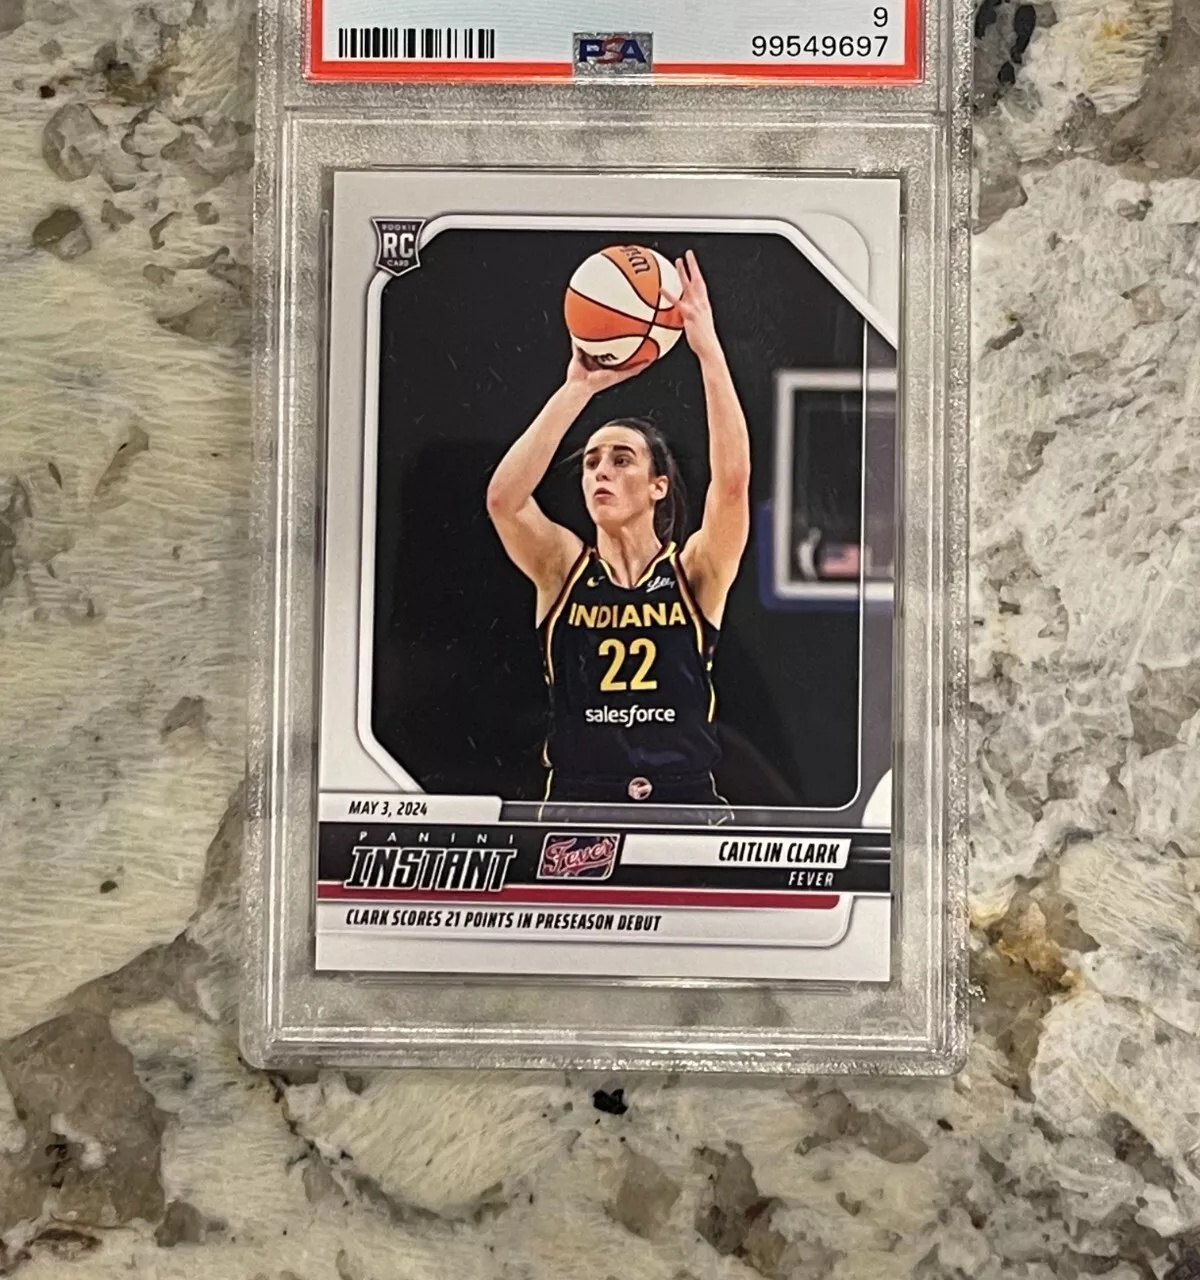 9
PSA
99549697
ROOKIE
RC
CARD
Wilson
INDIANA
22
salesforce
Lilly
MAY 3, 2024
PANINI
INSTANT
Fever
CAITLIN CLARK
FEVER
CLARK SCORES 21 POINTS IN PRESEASON DEBUT